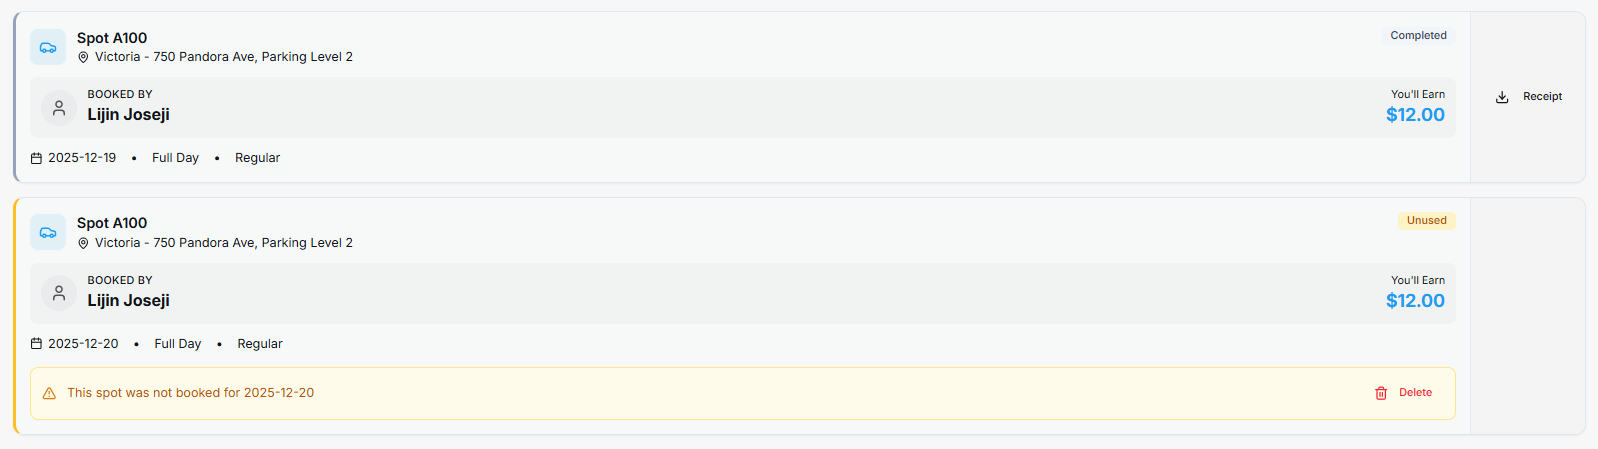 Spot A100
Completed
Victoria - 750 Pandora Ave, Parking Level 2
BOOKED BY
You'll Earn
Lijin Joseji
$12.00
Receipt
2025-12-19 • Full Day • Regular
Spot A100
Unused
Victoria - 750 Pandora Ave, Parking Level 2
BOOKED BY
You'll Earn
Lijin Joseji
$12.00
2025-12-20 • Full Day • Regular
This spot was not booked for 2025-12-20
Delete